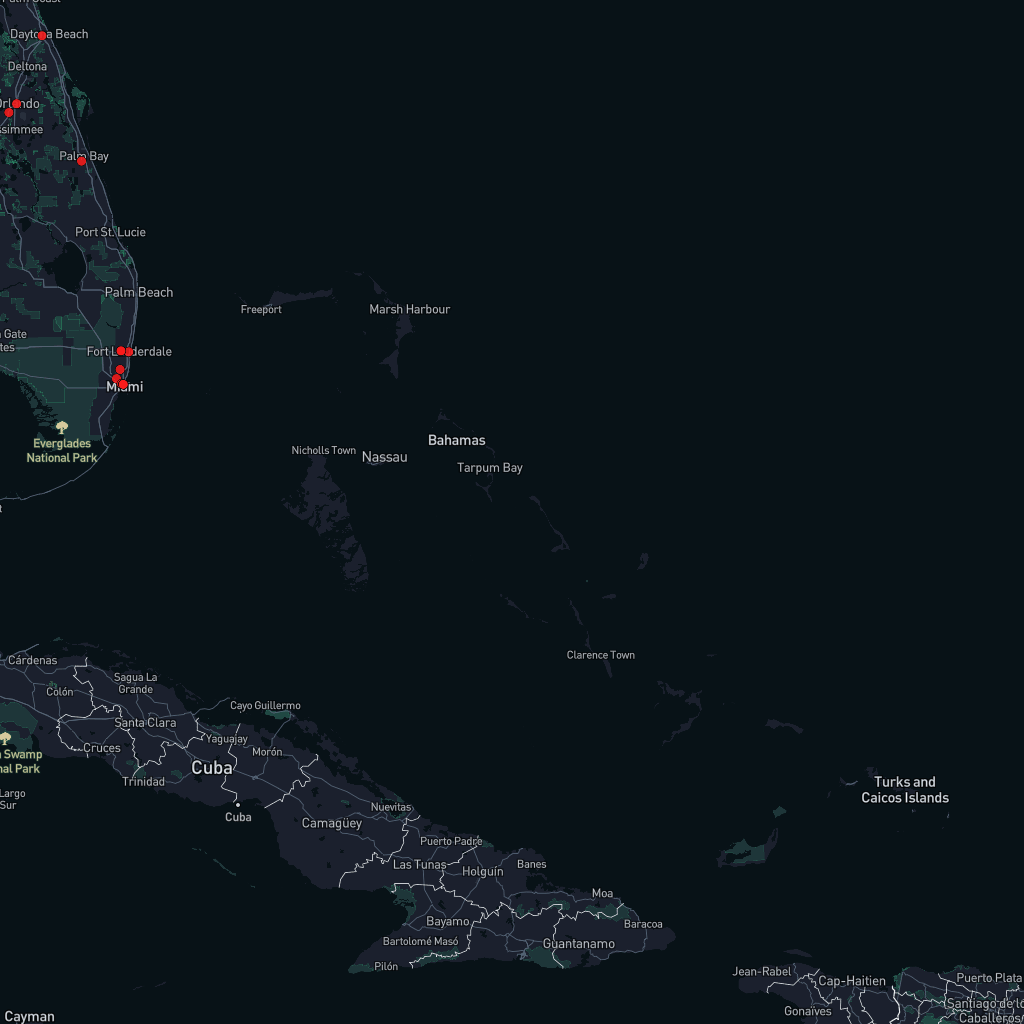 Daytona Beach
Deltona
Orlando
ssimmee
Palm Bay
Port St. Lucie
Palm Beach
Freeport
Marsh Harbour
Gate
tes
Fort Lauderdale
Miami
Everglades
National Park
Bahamas
Nicholls Town
Nassau
Tarpum Bay
Clarence Town
Cárdenas
Sagua La
Grande
Colón
Cayo Guillermo
Santa Clara
Yaguajay
Cruces
Morón
Swamp
nal Park
Cuba
Trinidad
Largo
Sur
Cuba
Turks and
Caicos Islands
Nuevitas
Camagüey
Puerto Padre
Las Tunas
Holguín
Banes
Moa
Bayamo
Baracoa
Bartolomé Masó
Guantanamo
Pilón
Jean-Rabel
Cap-Haitien
Puerto Plata
Gonaïves
Santiago de lo
Caballeros
Cayman